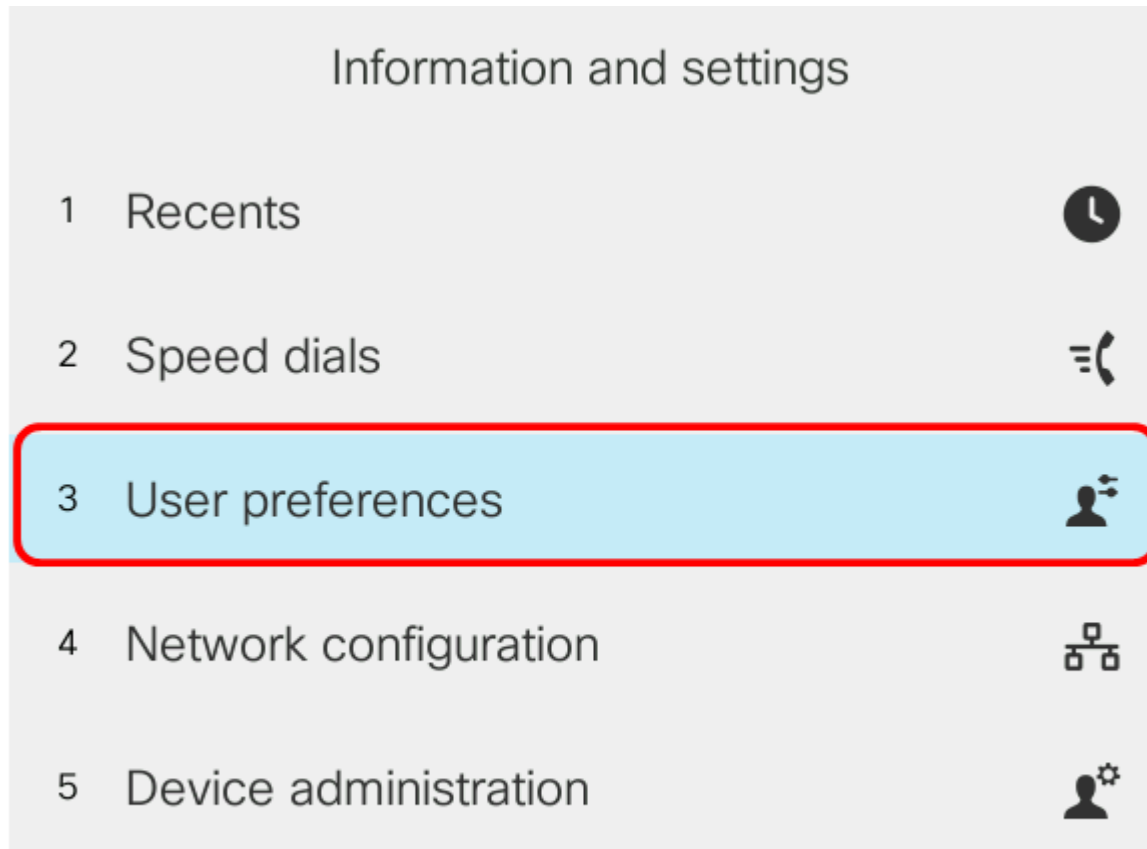 Information and settings
1 Recents
2 Speed dials
3 User preferences
4 Network configuration
5 Device administration